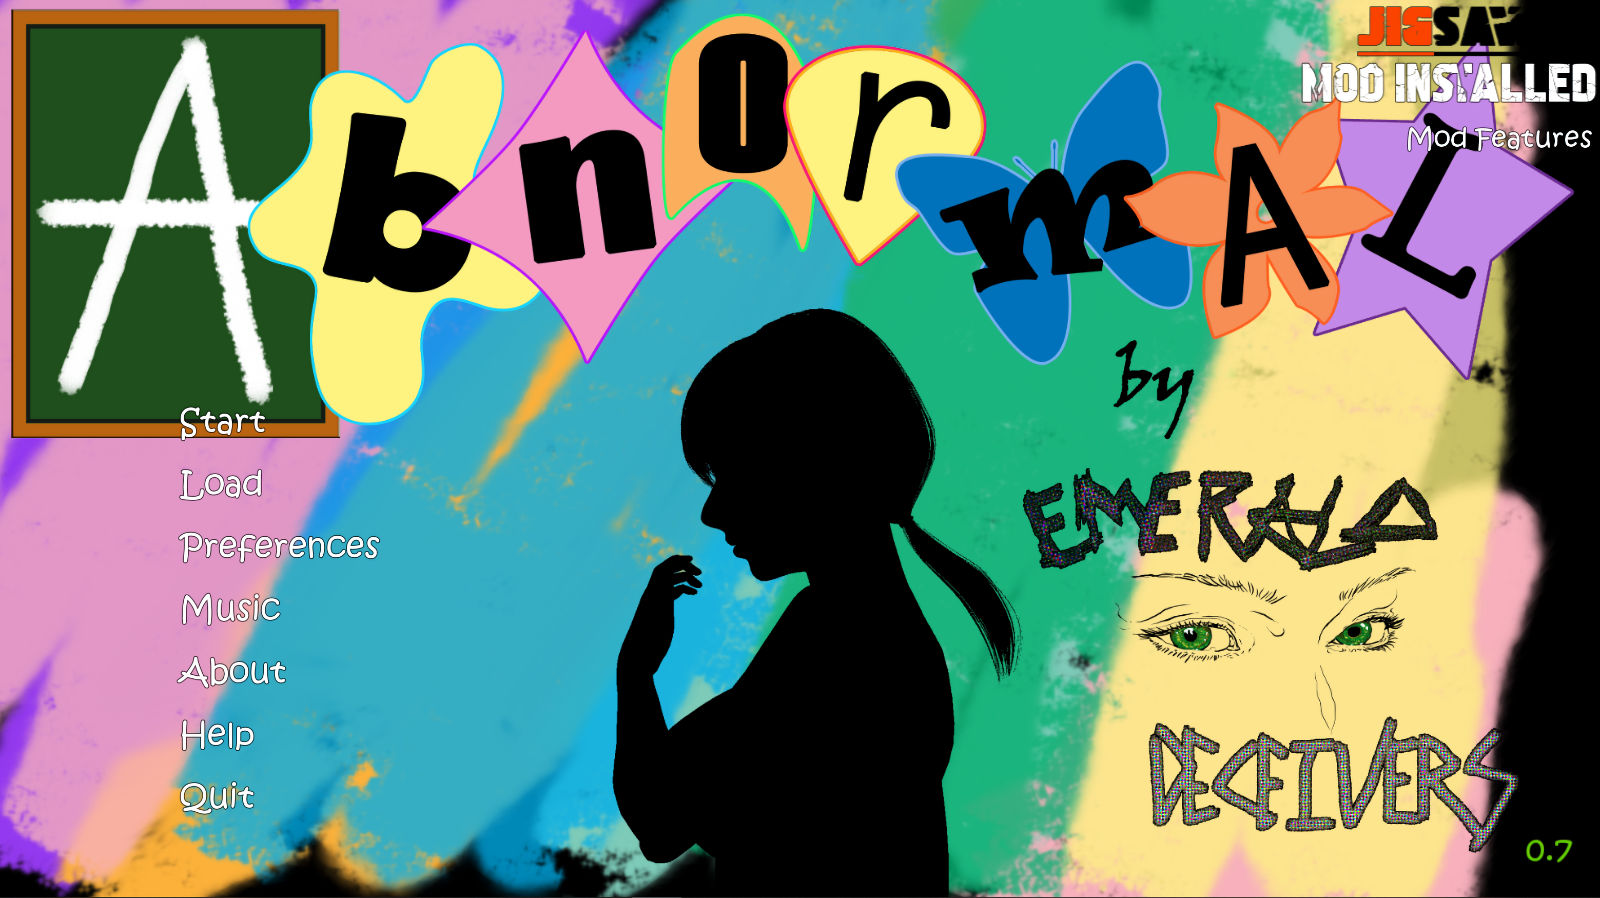 AbnormAL
JIGSAW
MOD INSTALLED
Mod Features
by
EMERALD
DECEIVERS
Start
Load
Preferences
Music
About
Help
Quit
0.7